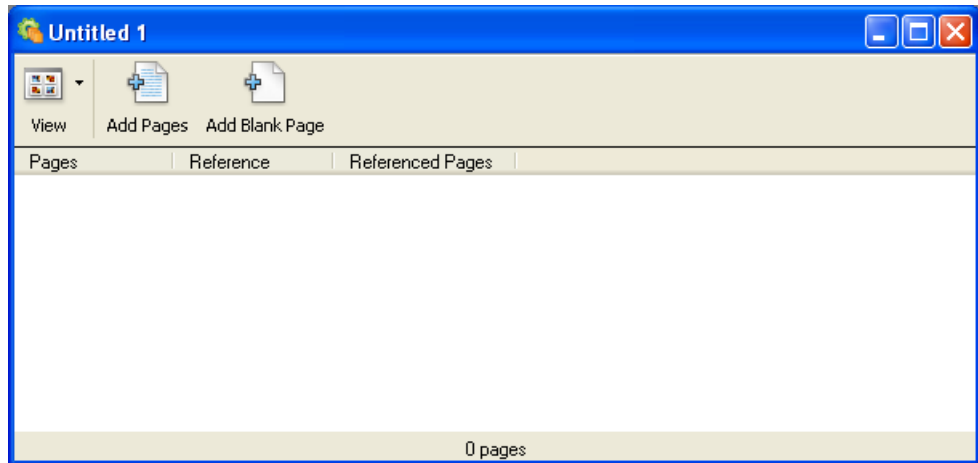 Untitled 1
View Add Pages Add Blank Page
Pages Reference Referenced Pages
0 pages